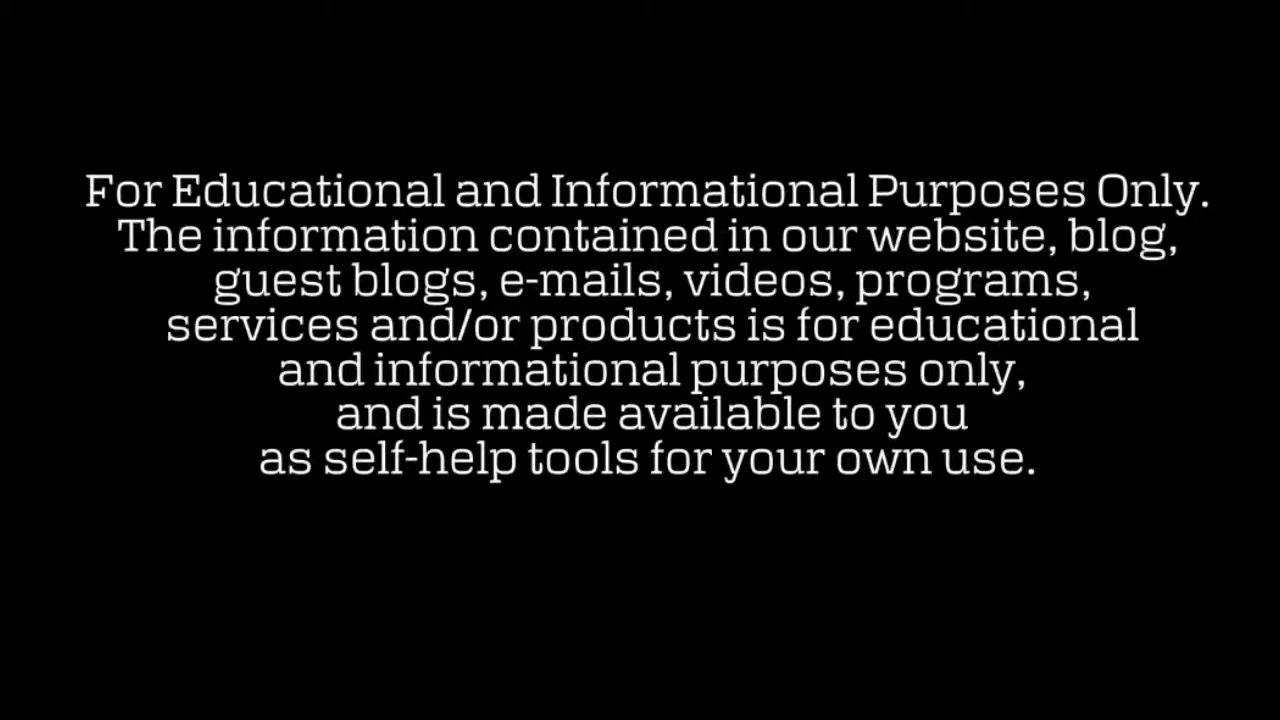 For Educational and Informational Purposes Only.
The information contained in our website, blog,
guest blogs, e-mails, videos, programs,
services and/or products is for educational
and informational purposes only,
and is made available to you
as self-help tools for your own use.